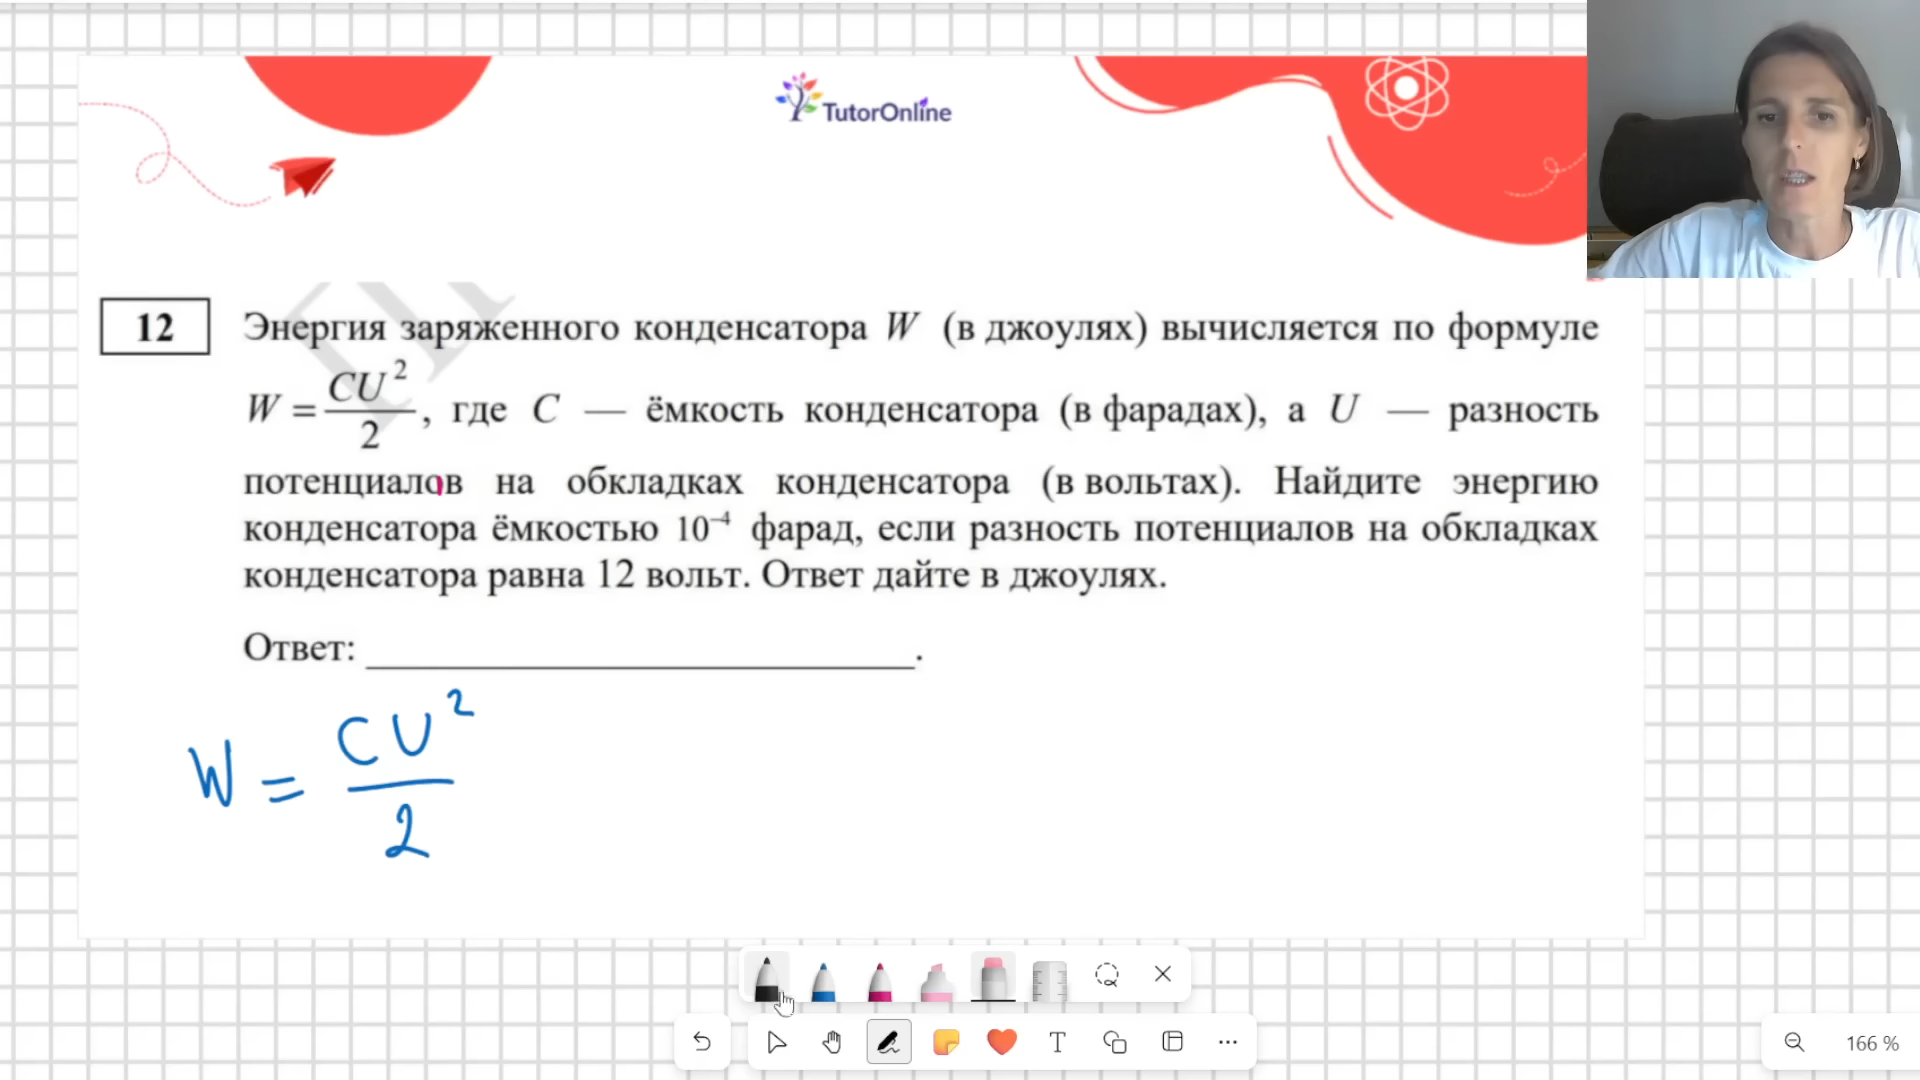 TutorOnline
12
Энергия заряженного конденсатора W (в джоулях) вычисляется по формуле
W = CU²/2, где C — ёмкость конденсатора (в фарадах), а U — разность
потенциалов на обкладках конденсатора (в вольтах). Найдите энергию
конденсатора ёмкостью 10⁻⁴ фарад, если разность потенциалов на обкладках
конденсатора равна 12 вольт. Ответ дайте в джоулях.
Ответ: ____________________________.
W = CU²/2
166 %